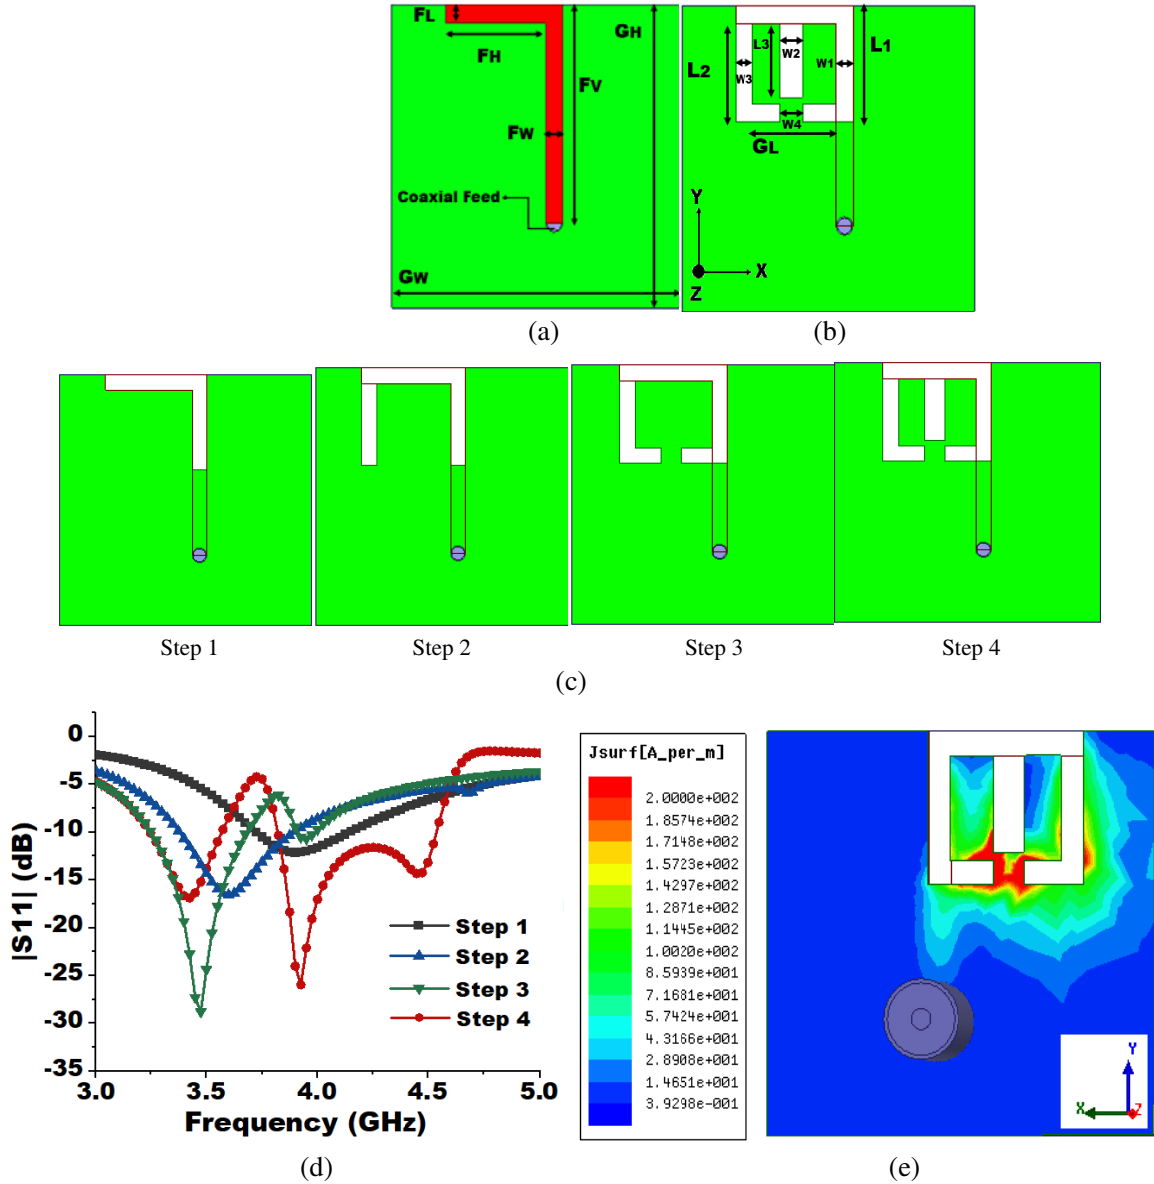 FL
FH
GH
FV
FW
Coaxial Feed
GW
(a)
L3
W2
L1
L2
W3
W1
W4
GL
Y
X
Z
(b)
Step 1
Step 2
Step 3
Step 4
(c)
0
-5
-10
-15
-20
-25
-30
-35
|S11| (dB)
Step 1
Step 2
Step 3
Step 4
3.0 3.5 4.0 4.5 5.0
Frequency (GHz)
(d)
Jsurf[A_per_m]
2.0000e+002
1.8574e+002
1.7148e+002
1.5723e+002
1.4297e+002
1.2871e+002
1.1445e+002
1.0020e+002
8.5939e+001
7.1681e+001
5.7424e+001
4.3166e+001
2.8908e+001
1.4651e+001
3.9298e-001
Y
X
Z
(e)